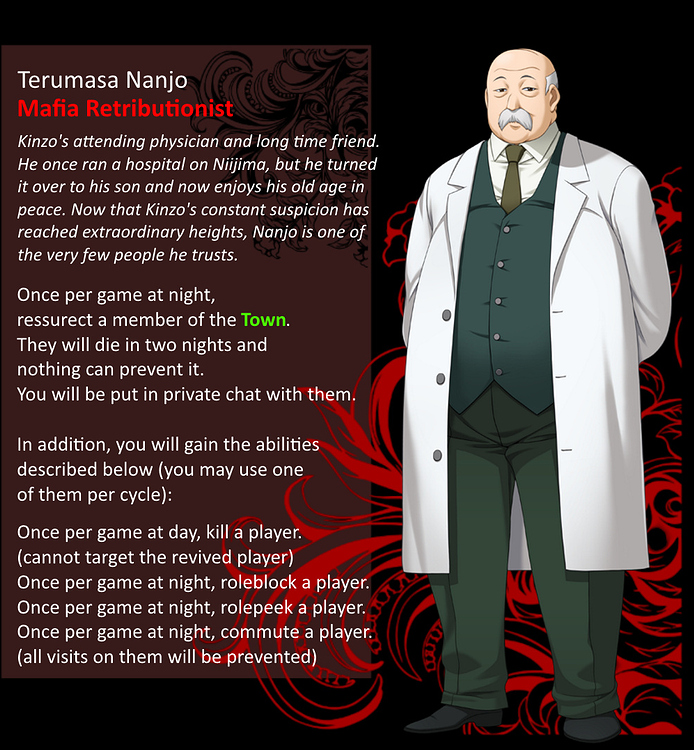 Terumasa Nanjo
Mafia Retributionist
Kinzo's attending physician and long time friend.
He once ran a hospital on Niijima, but he turned
it over to his son and now enjoys his old age in
peace. Now that Kinzo's constant suspicion has
reached extraordinary heights, Nanjo is one of
the very few people he trusts.
Once per game at night,
ressurect a member of the Town.
They will die in two nights and
nothing can prevent it.
You will be put in private chat with them.
In addition, you will gain the abilities
described below (you may use one
of them per cycle):
Once per game at day, kill a player.
(cannot target the revived player)
Once per game at night, roleblock a player.
Once per game at night, rolepeek a player.
Once per game at night, commute a player.
(all visits on them will be prevented)